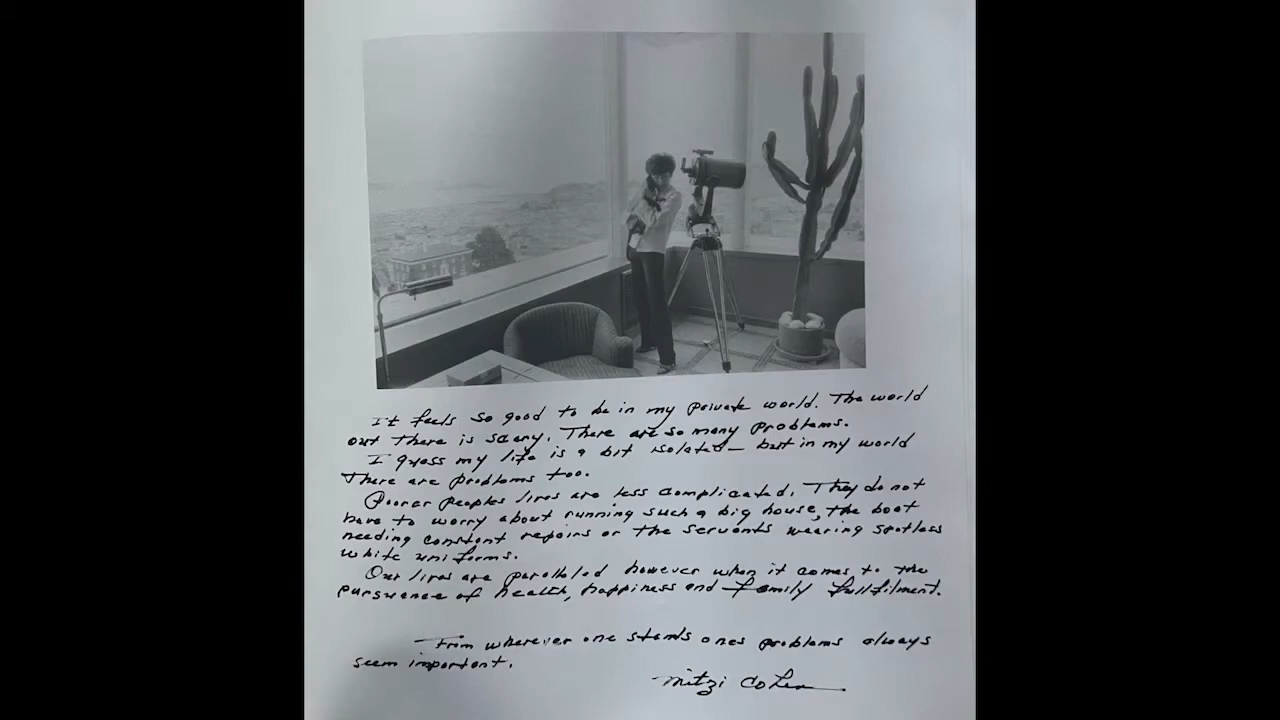 It feels so good to be in my private world. The world
out there is scary. There are so many problems.
I guess my life is a bit isolated — but in my world
there are problems too.
Poorer peoples lives are less complicated. They do not
have to worry about running such a big house, the boat
needing constant repairs or the servants wearing spotless
white uniforms.
Our lives are paralleled however when it comes to the
pursuence of health, happiness and family fullfilment.
From wherever one stands ones problems always
seem important.
Mitzi Cohen